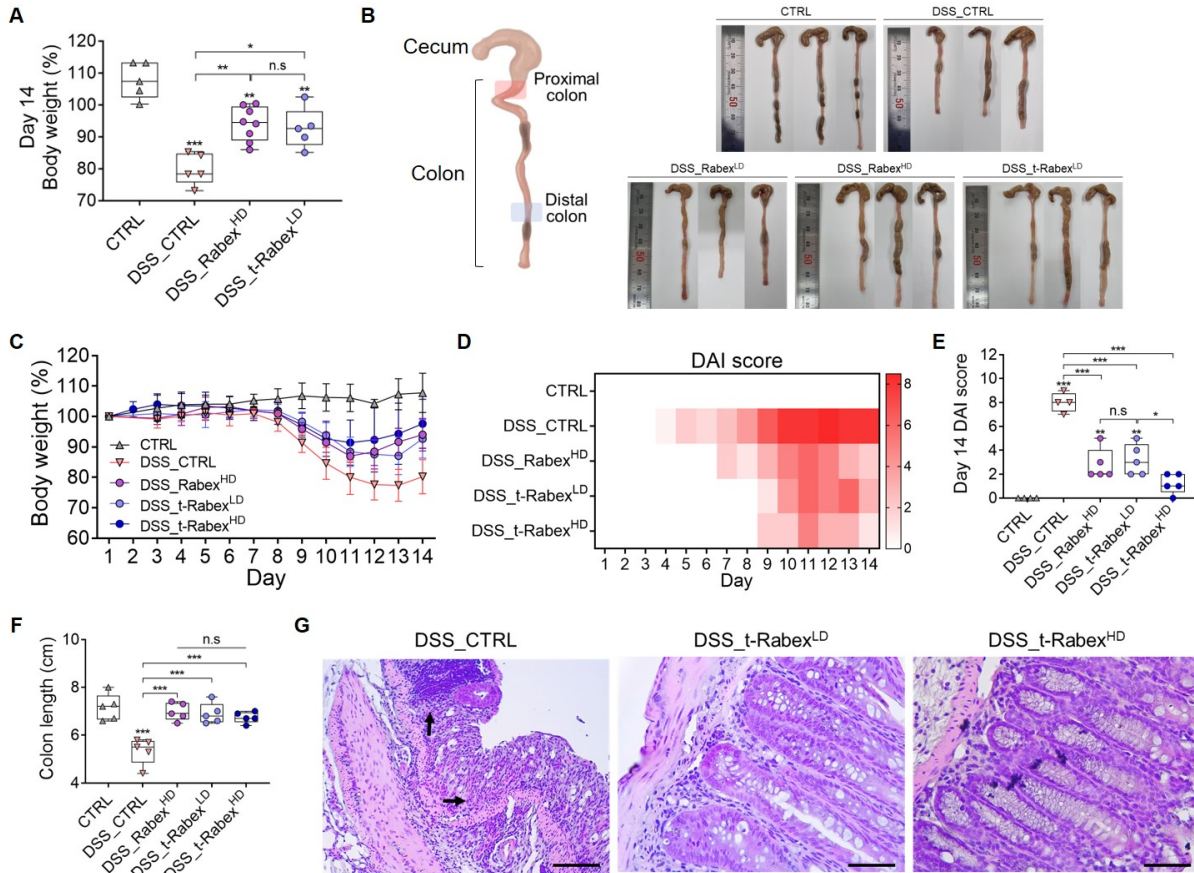 A
Day 14
Body weight (%)
120
110
100
90
80
70
60
*
**
n.s
***
**
**
CTRL
DSS_CTRL
DSS_Rabex^HD
DSS_t-Rabex^LD
B
Cecum
Proximal
colon
Colon
Distal
colon
CTRL
DSS_CTRL
50
DSS_Rabex^LD
DSS_Rabex^HD
DSS_t-Rabex^LD
50
50
50
C
Body weight (%)
120
110
100
90
80
70
60
CTRL
DSS_CTRL
DSS_Rabex^HD
DSS_t-Rabex^LD
DSS_t-Rabex^HD
1 2 3 4 5 6 7 8 9 10 11 12 13 14
Day
D
DAI score
CTRL
DSS_CTRL
DSS_Rabex^HD
DSS_t-Rabex^LD
DSS_t-Rabex^HD
1 2 3 4 5 6 7 8 9 10 11 12 13 14
Day
8
6
4
2
0
E
Day 14 DAI score
12
10
8
6
4
2
0
***
***
***
***
n.s
*
**
**
CTRL
DSS_CTRL
DSS_Rabex^HD
DSS_t-Rabex^LD
DSS_t-Rabex^HD
F
Colon length (cm)
10
8
6
4
n.s
***
***
***
***
CTRL
DSS_CTRL
DSS_Rabex^HD
DSS_t-Rabex^LD
DSS_t-Rabex^HD
G
DSS_CTRL
DSS_t-Rabex^LD
DSS_t-Rabex^HD